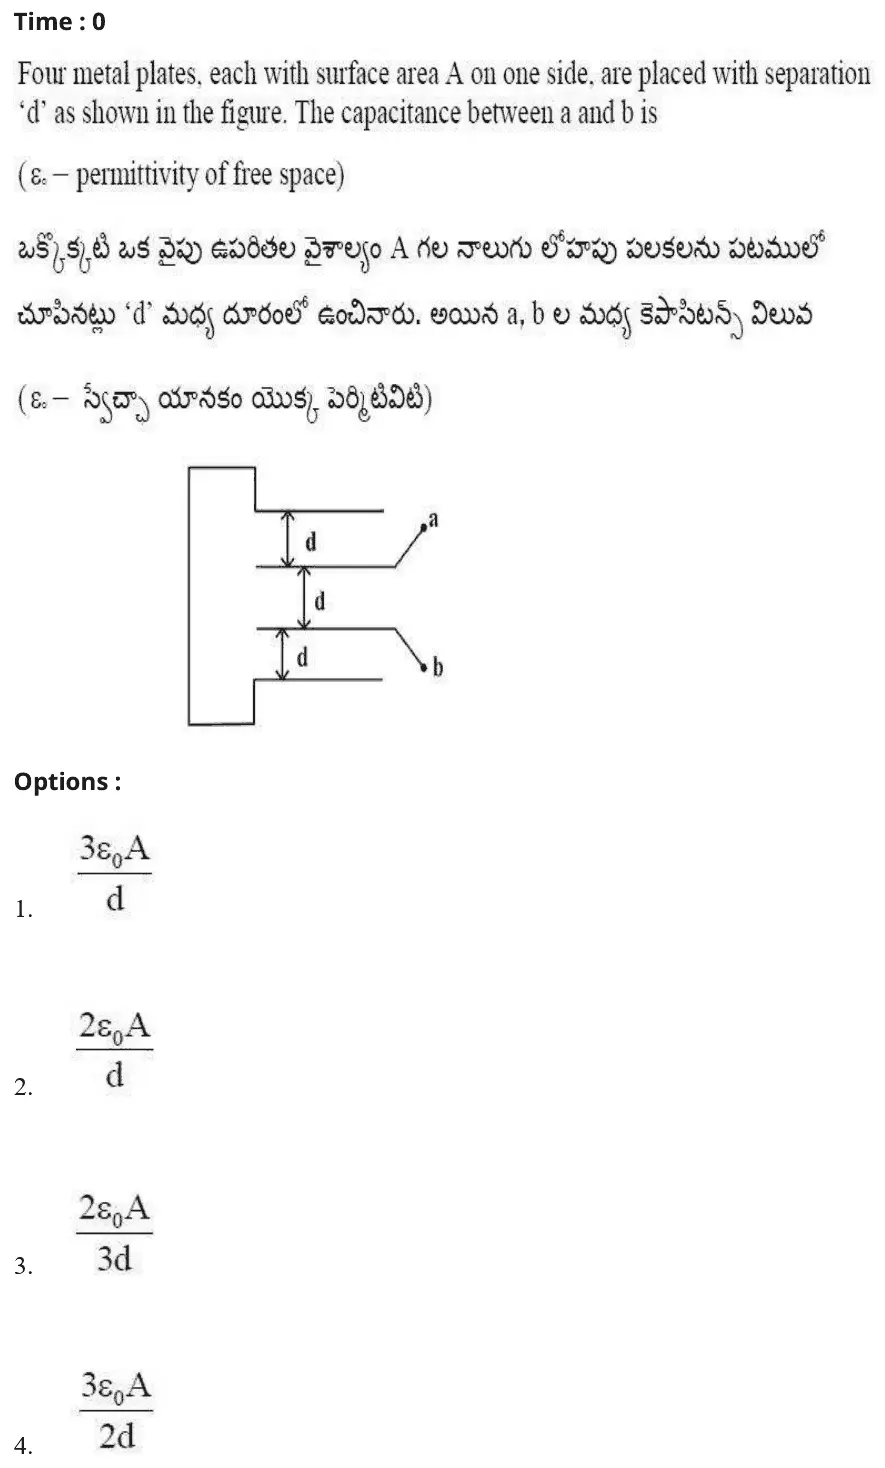 Time : 0
Four metal plates, each with surface area A on one side, are placed with separation
‘d’ as shown in the figure. The capacitance between a and b is
(ε₀ – permittivity of free space)
ఒక్కొక్కటి ఒక వైపు ఉపరితల వైశాల్యం A గల నాలుగు లోహపు పలకలను పటములో
చూపినట్లు ‘d’ మధ్య దూరంలో ఉంచినారు. అయిన a, b ల మధ్య కెపాసిటన్స్ విలువ
(ε₀ – స్వేచ్ఛా యానకం యొక్క పెర్మిటివిటి)
a
d
d
d
b
Options :
1. 3ε₀A / d
2. 2ε₀A / d
3. 2ε₀A / 3d
4. 3ε₀A / 2d